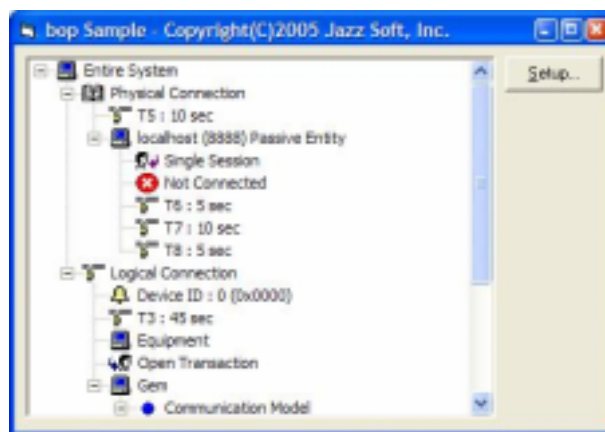 bop Sample - Copyright(C)2005 Jazz Soft, Inc.
Entire System
Setup...
Physical Connection
T5 : 10 sec
localhost (8888) Passive Entity
Single Session
Not Connected
T6 : 5 sec
T7 : 10 sec
T8 : 5 sec
Logical Connection
Device ID : 0 (0x0000)
T3 : 45 sec
Equipment
Open Transaction
Gem
Communication Model